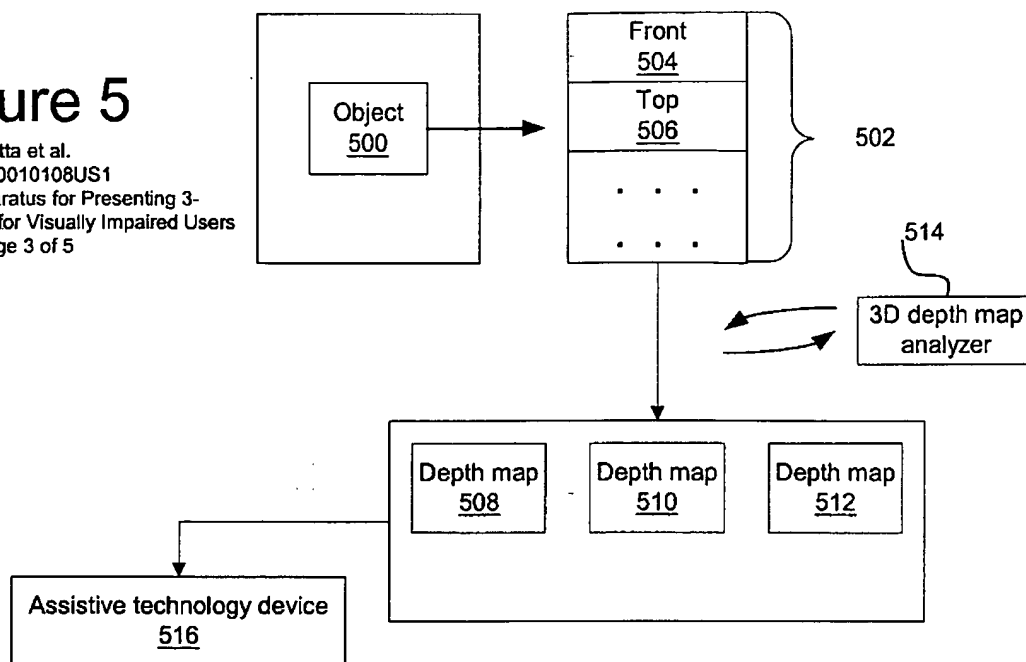 ure 5
tta et al.
0010108US1
ratus for Presenting 3-
for Visually Impaired Users
ge 3 of 5
Object
500
Front
504
Top
506
502
514
3D depth map
analyzer
Depth map
508
Depth map
510
Depth map
512
Assistive technology device
516